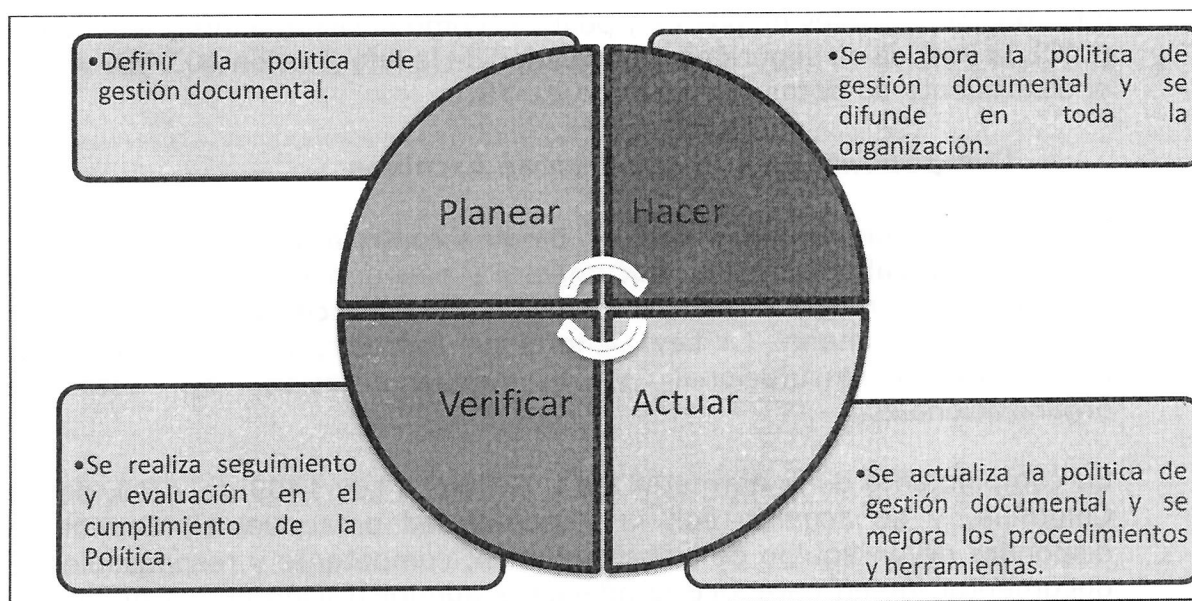 •Definir la politica de
gestión documental.
•Se elabora la politica de
gestión documental y se
difunde en toda la
organización.
Planear
Hacer
Verificar
Actuar
•Se realiza seguimiento
y evaluación en el
cumplimiento de la
Política.
•Se actualiza la politica de
gestión documental y se
mejora los procedimientos
y herramientas.